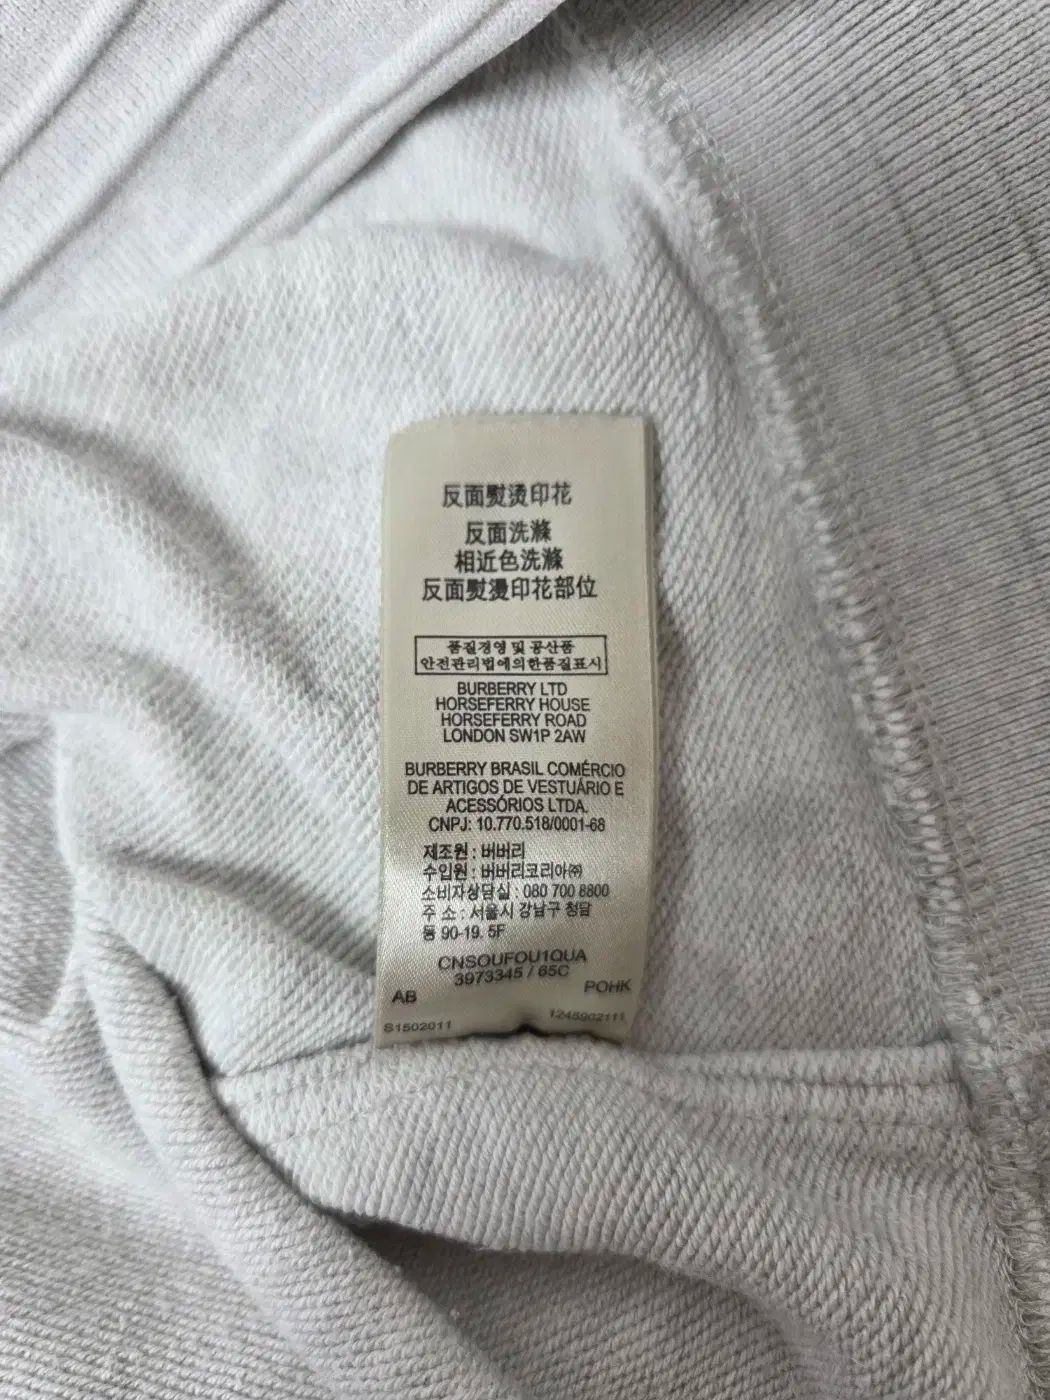 反面熨燙印花
反面洗滌
相近色洗滌
反面熨燙印花部位
품질경영 및 공산품
안전관리법에의한품질표시
BURBERRY LTD
HORSEFERRY HOUSE
HORSEFERRY ROAD
LONDON SW1P 2AW
BURBERRY BRASIL COMÉRCIO
DE ARTIGOS DE VESTUÁRIO E
ACESSÓRIOS LTDA.
CNPJ: 10.770.518/0001-68
제조원 : 버버리
수입원 : 버버리코리아㈜
소비자상담실 : 080 700 8800
주 소 : 서울시 강남구 청담
동 90-19. 5F
CNSOUFOU1QUA
3973345 / 65C
AB POHK
S1502011 1245902111